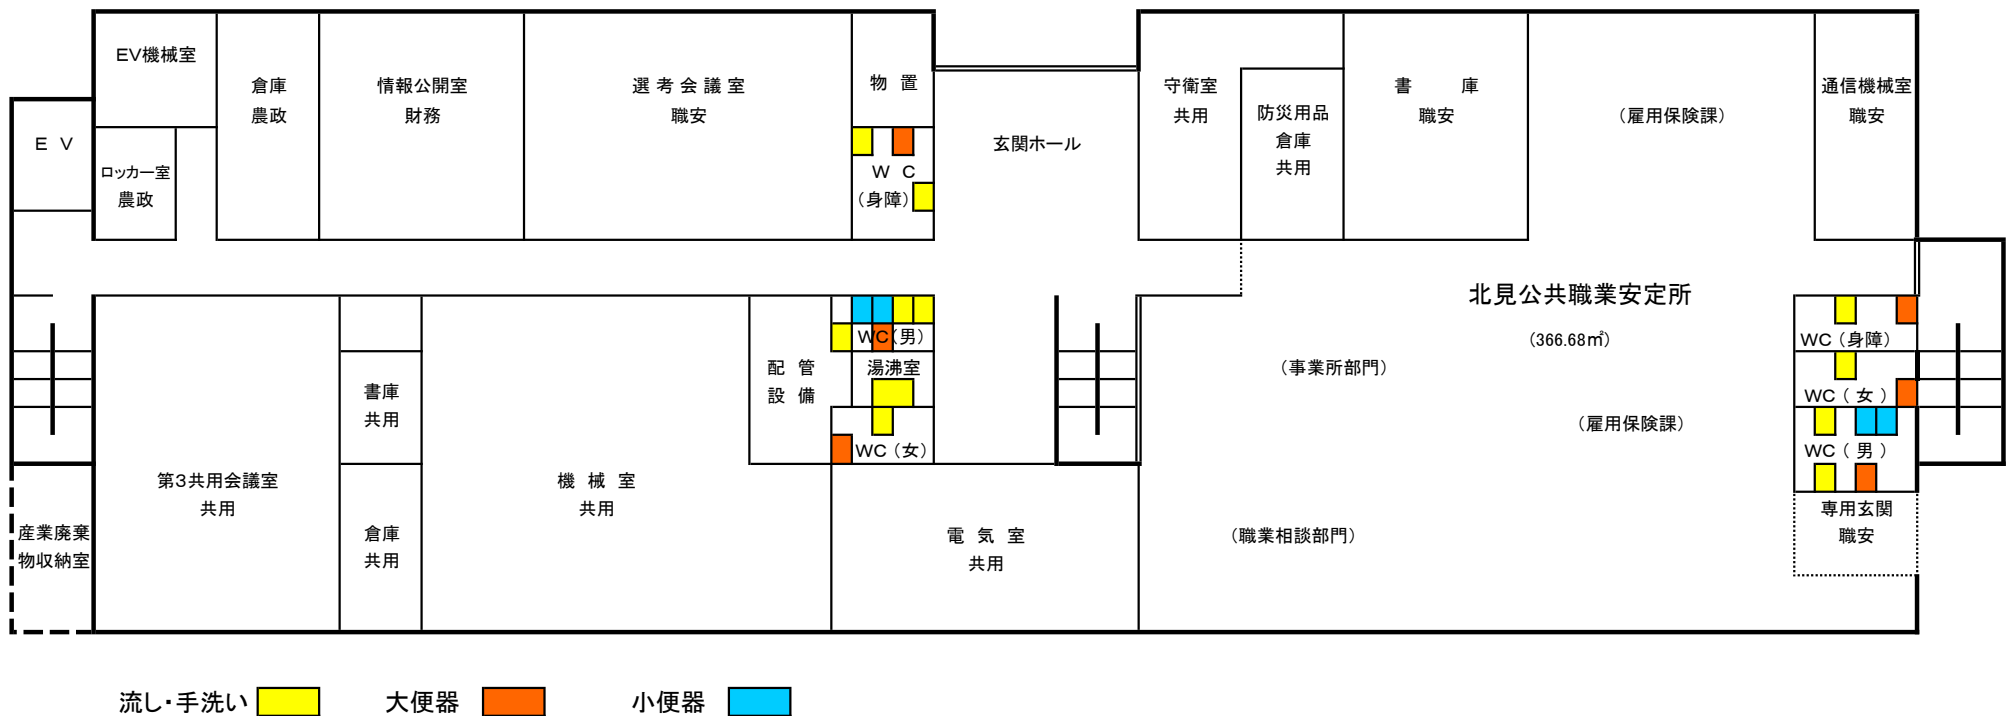 EV機械室
倉庫
農政
情報公開室
財務
選考会議室
職安
物 置
守衛室
共用
防災用品
倉庫
共用
書 庫
職安
(雇用保険課)
通信機械室
職安
E V
ロッカー室
農政
W C
(身障)
玄関ホール
北見公共職業安定所
(366.68㎡)
(事業所部門)
(雇用保険課)
(職業相談部門)
WC(男)
湯沸室
WC(女)
配 管
設 備
書庫
共用
第3共用会議室
共用
倉庫
共用
機 械 室
共用
電 気 室
共用
WC(身障)
WC(女)
WC(男)
専用玄関
職安
産業廃棄
物収納室
流し・手洗い
大便器
小便器